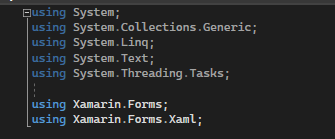 using System;
using System.Collections.Generic;
using System.Linq;
using System.Text;
using System.Threading.Tasks;
using Xamarin.Forms;
using Xamarin.Forms.Xaml;